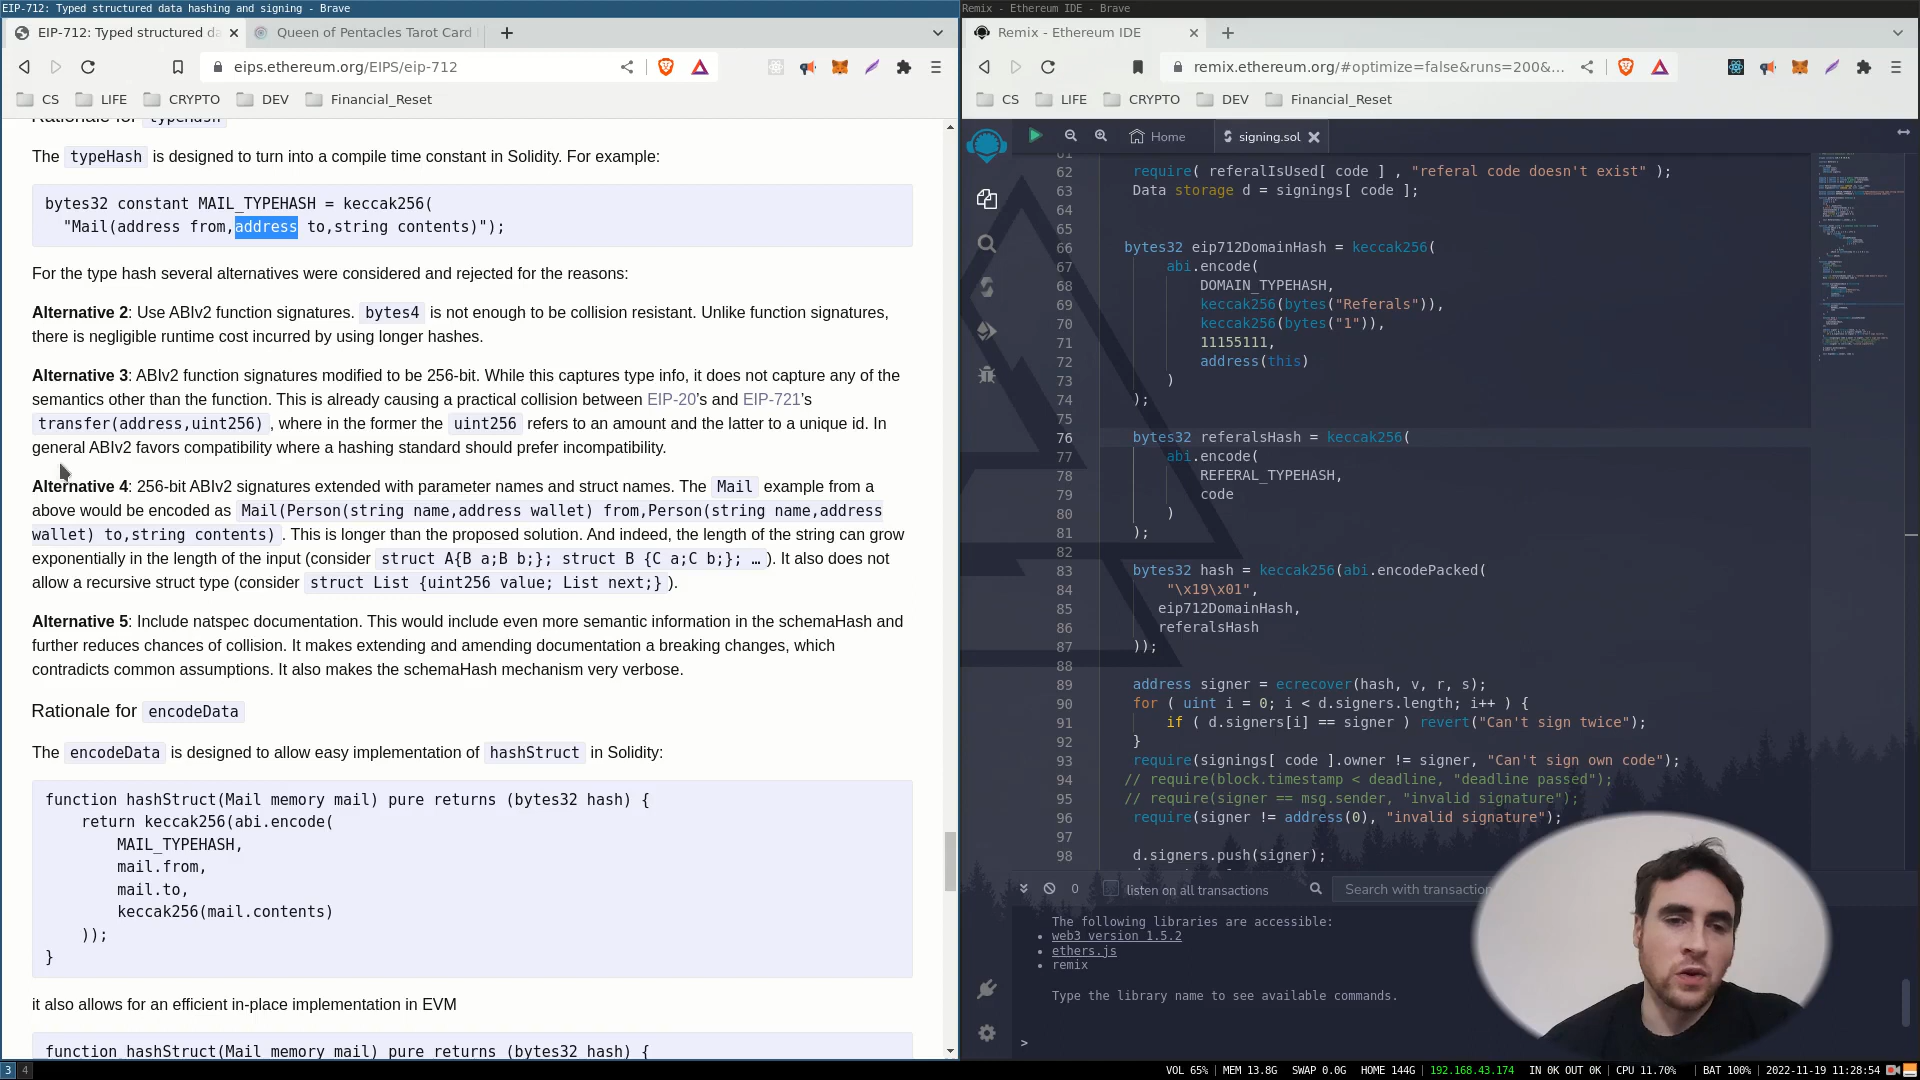 EIP-712: Typed structured data hashing and signing - Brave
EIP-712: Typed structured da
Queen of Pentacles Tarot Card
eips.ethereum.org/EIPS/eip-712
CS
LIFE
CRYPTO
DEV
Financial_Reset
Rationale for typeHash
The typeHash is designed to turn into a compile time constant in Solidity. For example:
bytes32 constant MAIL_TYPEHASH = keccak256(
"Mail(address from,address to,string contents)");
For the type hash several alternatives were considered and rejected for the reasons:
Alternative 2: Use ABIv2 function signatures. bytes4 is not enough to be collision resistant. Unlike function signatures,
there is negligible runtime cost incurred by using longer hashes.
Alternative 3: ABIv2 function signatures modified to be 256-bit. While this captures type info, it does not capture any of the
semantics other than the function. This is already causing a practical collision between EIP-20's and EIP-721's
transfer(address,uint256), where in the former the uint256 refers to an amount and the latter to a unique id. In
general ABIv2 favors compatibility where a hashing standard should prefer incompatibility.
Alternative 4: 256-bit ABIv2 signatures extended with parameter names and struct names. The Mail example from a
above would be encoded as Mail(Person(string name,address wallet) from,Person(string name,address
wallet) to,string contents). This is longer than the proposed solution. And indeed, the length of the string can grow
exponentially in the length of the input (consider struct A{B a;B b;}; struct B {C a;C b;}; …). It also does not
allow a recursive struct type (consider struct List {uint256 value; List next;}).
Alternative 5: Include natspec documentation. This would include even more semantic information in the schemaHash and
further reduces chances of collision. It makes extending and amending documentation a breaking changes, which
contradicts common assumptions. It also makes the schemaHash mechanism very verbose.
Rationale for encodeData
The encodeData is designed to allow easy implementation of hashStruct in Solidity:
function hashStruct(Mail memory mail) pure returns (bytes32 hash) {
return keccak256(abi.encode(
MAIL_TYPEHASH,
mail.from,
mail.to,
keccak256(mail.contents)
));
}
it also allows for an efficient in-place implementation in EVM
function hashStruct(Mail memory mail) pure returns (bytes32 hash) {
Remix - Ethereum IDE - Brave
Remix - Ethereum IDE
remix.ethereum.org/#optimize=false&runs=200&...
CS
LIFE
CRYPTO
DEV
Financial_Reset
Home
signing.sol
61
62 require( referalIsUsed[ code ] , "referal code doesn't exist" );
63 Data storage d = signings[ code ];
64
65
66 bytes32 eip712DomainHash = keccak256(
67 abi.encode(
68 DOMAIN_TYPEHASH,
69 keccak256(bytes("Referals")),
70 keccak256(bytes("1")),
71 11155111,
72 address(this)
73 )
74 );
75
76 bytes32 referalsHash = keccak256(
77 abi.encode(
78 REFERAL_TYPEHASH,
79 code
80 )
81 );
82
83 bytes32 hash = keccak256(abi.encodePacked(
84 "\x19\x01",
85 eip712DomainHash,
86 referalsHash
87 ));
88
89 address signer = ecrecover(hash, v, r, s);
90 for ( uint i = 0; i < d.signers.length; i++ ) {
91 if ( d.signers[i] == signer ) revert("Can't sign twice");
92 }
93 require(signings[ code ].owner != signer, "Can't sign own code");
94 // require(block.timestamp < deadline, "deadline passed");
95 // require(signer == msg.sender, "invalid signature");
96 require(signer != address(0), "invalid signature");
97
98 d.signers.push(signer);
0
listen on all transactions
Search with transaction
The following libraries are accessible:
• web3 version 1.5.2
• ethers.js
• remix
Type the library name to see available commands.
>
3 4
VOL 65% | MEM 13.8G SWAP 0.0G HOME 144G | 192.168.43.174 | IN 0K OUT 0K | CPU 11.70% | BAT 100% | 2022-11-19 11:28:54